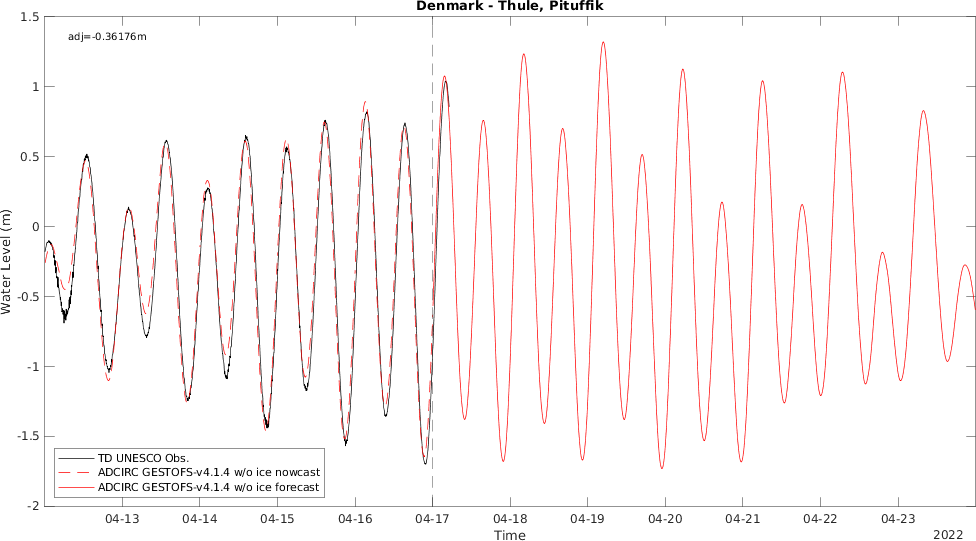 Denmark - Thule, Pituffik
adj=-0.36176m
1.5
1
0.5
0
-0.5
-1
-1.5
-2
Water Level (m)
TD UNESCO Obs.
ADCIRC GESTOFS-v4.1.4 w/o ice nowcast
ADCIRC GESTOFS-v4.1.4 w/o ice forecast
04-13 04-14 04-15 04-16 04-17 04-18 04-19 04-20 04-21 04-22 04-23
Time
2022